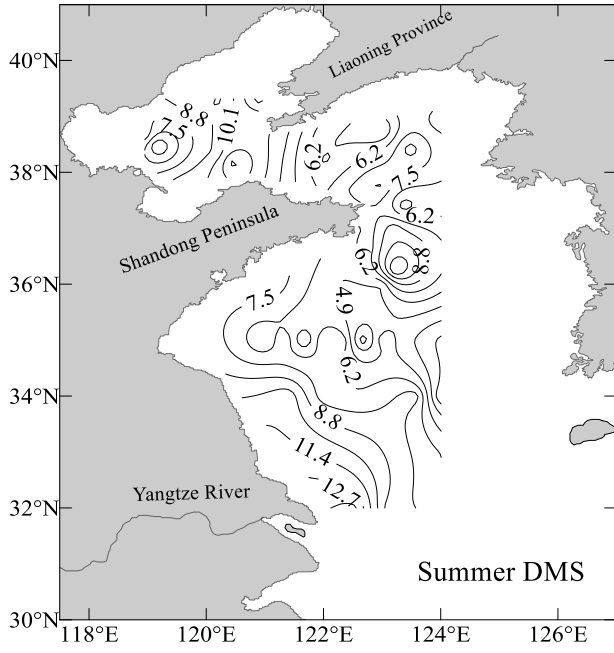 40°N
38°N
36°N
34°N
32°N
30°N
118°E
120°E
122°E
124°E
126°E
Liaoning Province
Shandong Peninsula
Yangtze River
Summer DMS
8.8
7.5
10.1
6.2
6.2
7.5
6.2
6.2
8.8
7.5
4.9
6.2
8.8
11.4
12.7